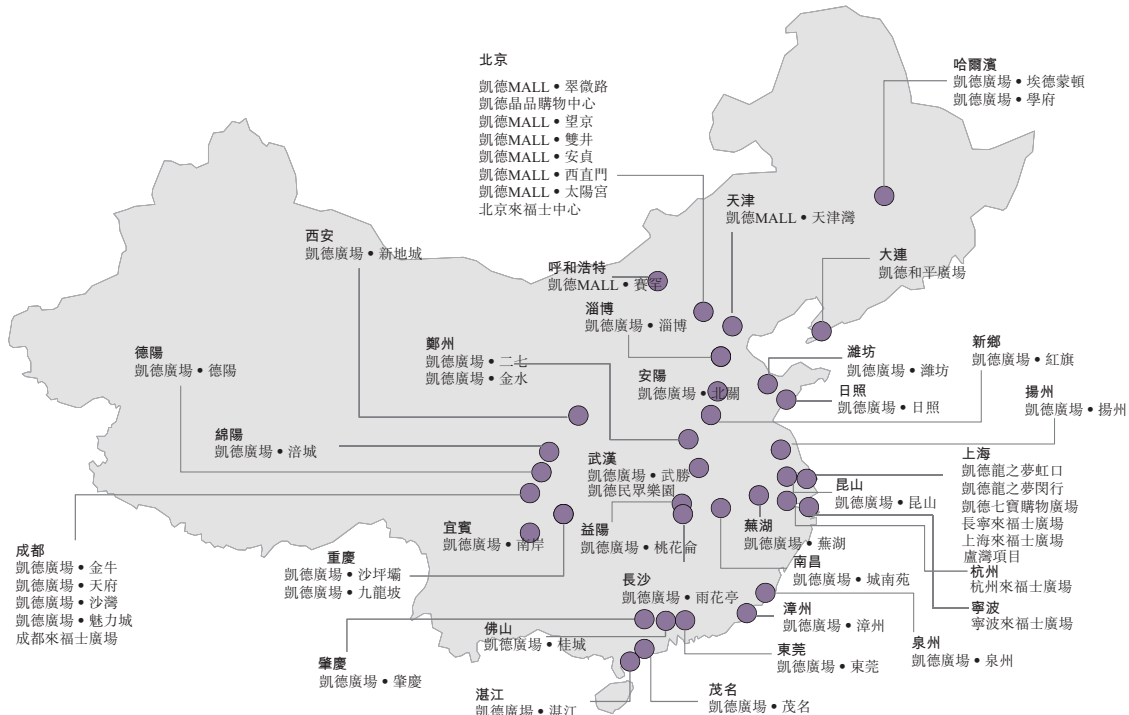 北京
凱德MALL • 翠微路
凱德晶品購物中心
凱德MALL • 望京
凱德MALL • 雙井
凱德MALL • 安貞
凱德MALL • 西直門
凱德MALL • 太陽宮
北京來福士中心
哈爾濱
凱德廣場 • 埃德蒙頓
凱德廣場 • 學府
天津
凱德MALL • 天津灣
西安
凱德廣場 • 新地城
呼和浩特
凱德MALL • 賽罕
大連
凱德和平廣場
淄博
凱德廣場 • 淄博
德陽
凱德廣場 • 德陽
鄭州
凱德廣場 • 二七
凱德廣場 • 金水
安陽
凱德廣場 • 北關
濰坊
凱德廣場 • 濰坊
新鄉
凱德廣場 • 紅旗
日照
凱德廣場 • 日照
揚州
凱德廣場 • 揚州
綿陽
凱德廣場 • 涪城
武漢
凱德廣場 • 武勝
凱德民眾樂園
上海
凱德龍之夢虹口
凱德龍之夢閔行
凱德七寶購物廣場
長寧來福士廣場
上海來福士廣場
盧灣項目
昆山
凱德廣場 • 昆山
宜賓
凱德廣場 • 南岸
益陽
凱德廣場 • 桃花侖
蕪湖
凱德廣場 • 蕪湖
成都
凱德廣場 • 金牛
凱德廣場 • 天府
凱德廣場 • 沙灣
凱德廣場 • 魅力城
成都來福士廣場
重慶
凱德廣場 • 沙坪壩
凱德廣場 • 九龍坡
南昌
凱德廣場 • 城南苑
杭州
杭州來福士廣場
長沙
凱德廣場 • 雨花亭
寧波
寧波來福士廣場
漳州
凱德廣場 • 漳州
佛山
凱德廣場 • 桂城
泉州
凱德廣場 • 泉州
東莞
凱德廣場 • 東莞
肇慶
凱德廣場 • 肇慶
湛江
凱德廣場 • 湛江
茂名
凱德廣場 • 茂名